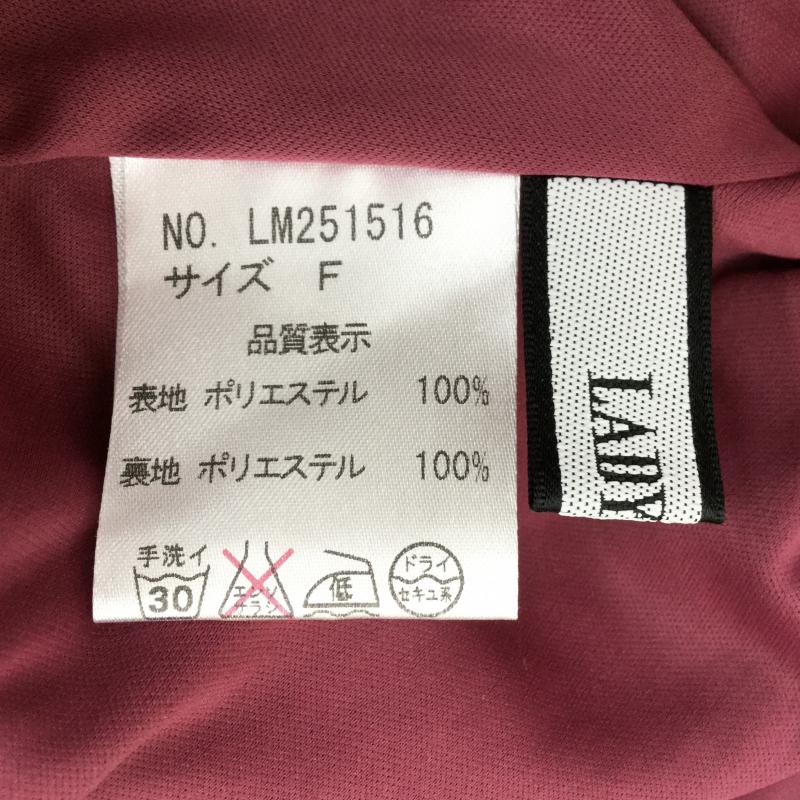 NO. LM251516
サイズ F
品質表示
表地 ポリエステル 100%
裏地 ポリエステル 100%
手洗イ
30
エンソ
チラシ
低
ドライ
セキユ系
LADY